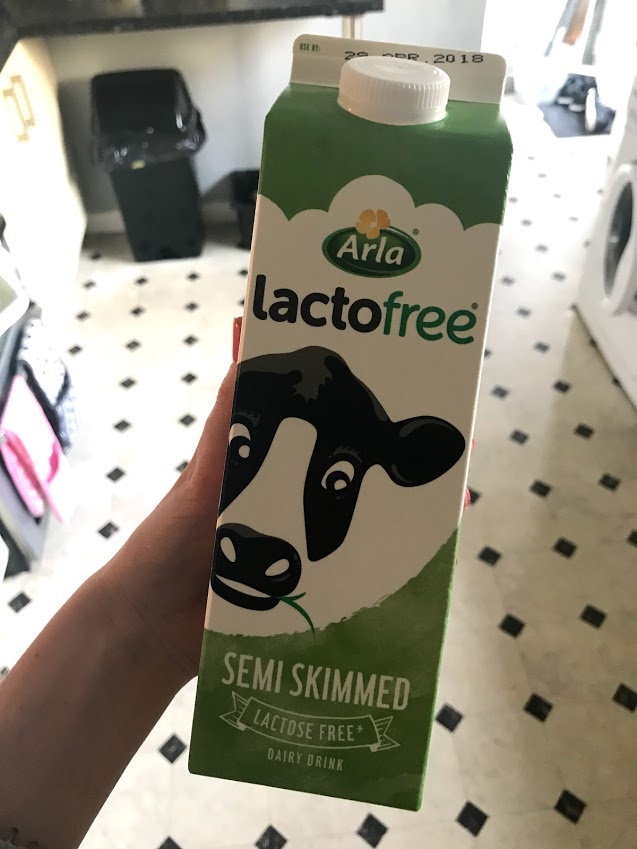 USE BY: 28 APR.2018
Arla®
lactofree®
SEMI SKIMMED
LACTOSE FREE*
DAIRY DRINK